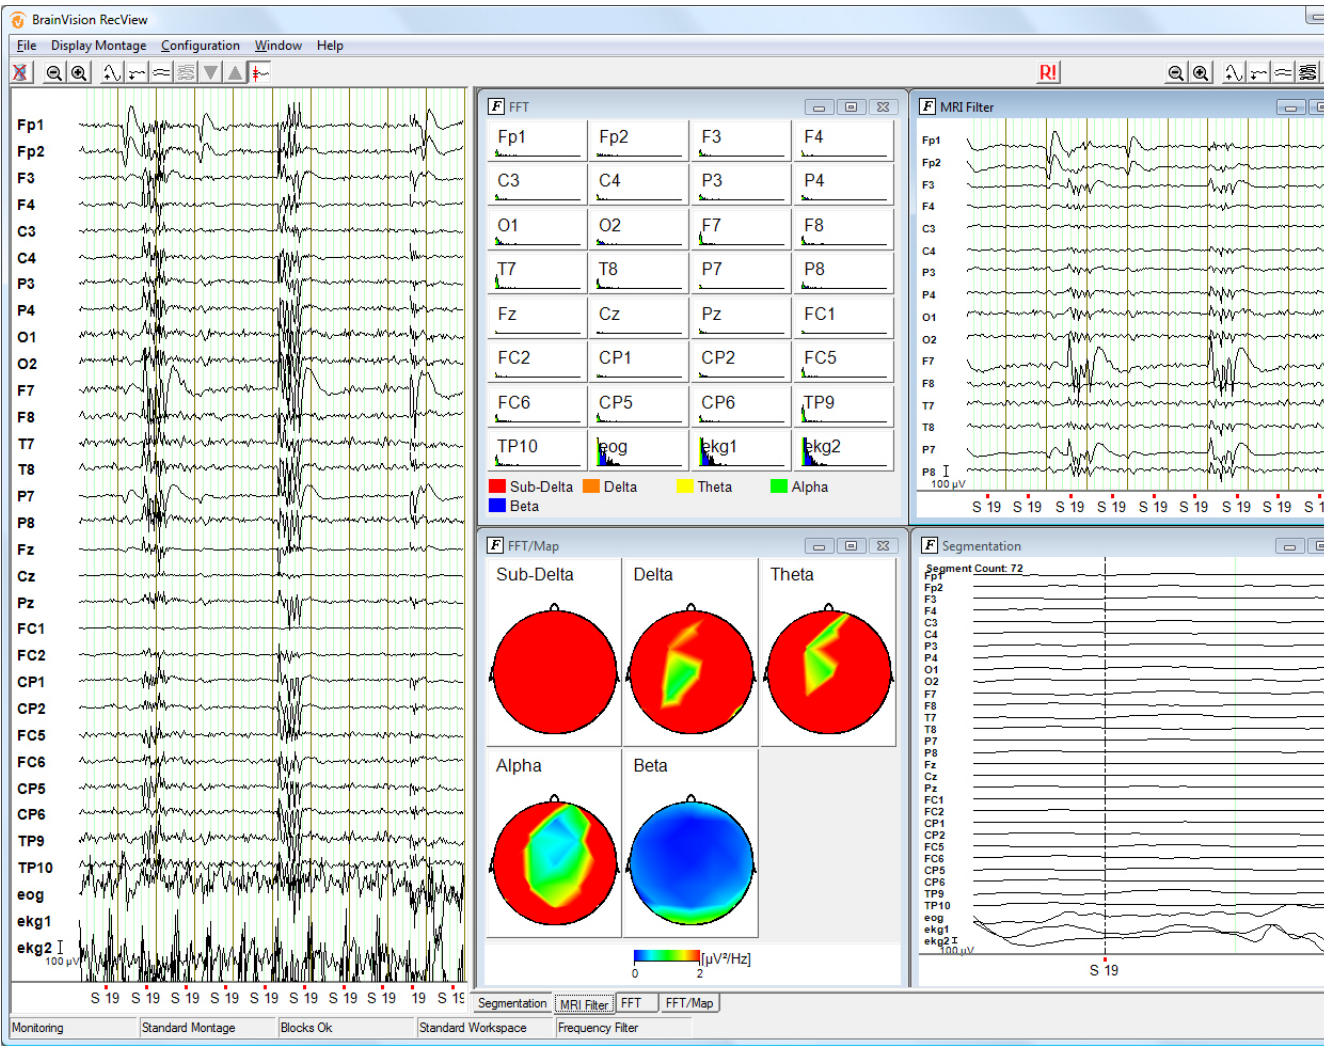 BrainVision RecView
File Display Montage Configuration Window Help
R!
Fp1
Fp2
F3
F4
C3
C4
P3
P4
O1
O2
F7
F8
T7
T8
P7
P8
Fz
Cz
Pz
FC1
FC2
CP1
CP2
FC5
FC6
CP5
CP6
TP9
TP10
eog
ekg1
ekg2
100 µV
S 19 S 19 S 19 S 19 S 19 S 19 S 19 S 19 S 19 S 19
F FFT
Fp1 Fp2 F3 F4
C3 C4 P3 P4
O1 O2 F7 F8
T7 T8 P7 P8
Fz Cz Pz FC1
FC2 CP1 CP2 FC5
FC6 CP5 CP6 TP9
TP10 eog ekg1 ekg2
Sub-Delta Delta Theta Alpha
Beta
F MRI Filter
Fp1
Fp2
F3
F4
C3
C4
P3
P4
O1
O2
F7
F8
T7
T8
P7
P8
100 µV
S 19 S 19 S 19 S 19 S 19 S 19 S 19 S 19 S 1
F FFT/Map
Sub-Delta Delta Theta
Alpha Beta
[µV²/Hz]
0 2
F Segmentation
Segment Count: 72
Fp1
Fp2
F3
F4
C3
C4
P3
P4
O1
O2
F7
F8
T7
T8
P7
P8
Fz
Cz
Pz
FC1
FC2
CP1
CP2
FC5
FC6
CP5
CP6
TP9
TP10
eog
ekg1
ekg2
100 µV
S 19
Segmentation MRI Filter FFT FFT/Map
Monitoring Standard Montage Blocks Ok Standard Workspace Frequency Filter